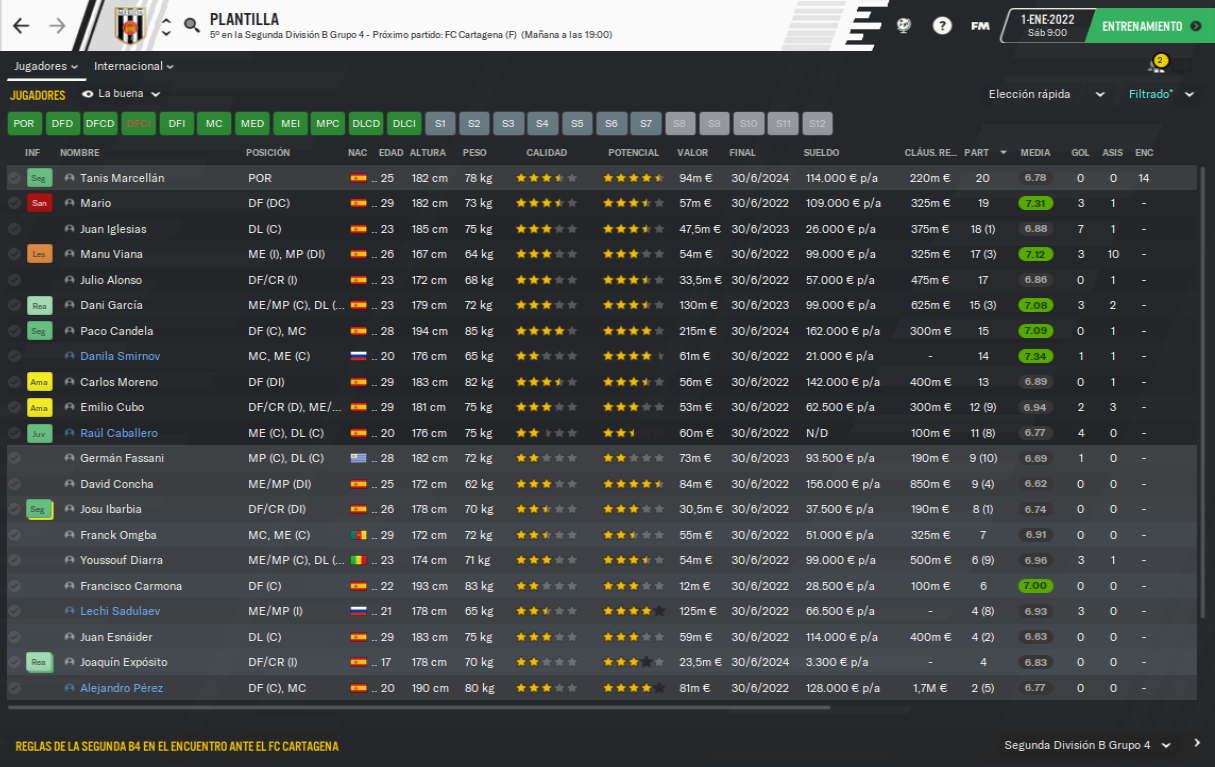 PLANTILLA
5º en la Segunda División B Grupo 4 - Próximo partido: FC Cartagena (F) (Mañana a las 19:00)
? FM 1-ENE-2022 Sáb 9:00 ENTRENAMIENTO
Jugadores Internacional 2
JUGADORES La buena Elección rápida Filtrado*
POR DFD DFCD DFCI DFI MC MED MEI MPC DLCD DLCI S1 S2 S3 S4 S5 S6 S7 S8 S9 S10 S11 S12
INF NOMBRE POSICIÓN NAC EDAD ALTURA PESO CALIDAD POTENCIAL VALOR FINAL SUELDO CLÁUS. RE... PART MEDIA GOL ASIS ENC
Seg Tanis Marcellán POR .. 25 182 cm 78 kg 94m € 30/6/2024 114.000 € p/a 220m € 20 6.78 0 0 14
San Mario DF (DC) .. 29 182 cm 73 kg 57m € 30/6/2022 109.000 € p/a 325m € 19 7.31 3 1 -
Juan Iglesias DL (C) .. 23 185 cm 75 kg 47,5m € 30/6/2023 26.000 € p/a 375m € 18 (1) 6.88 7 1 -
Les Manu Viana ME (I), MP (DI) .. 26 167 cm 64 kg 54m € 30/6/2022 99.000 € p/a 325m € 17 (3) 7.12 3 10 -
Julio Alonso DF/CR (I) .. 23 172 cm 68 kg 33,5m € 30/6/2022 57.000 € p/a 475m € 17 6.86 0 1 -
Rea Dani García ME/MP (C), DL (... .. 23 179 cm 72 kg 130m € 30/6/2023 99.000 € p/a 625m € 15 (3) 7.08 3 2 -
Seg Paco Candela DF (C), MC .. 28 194 cm 85 kg 215m € 30/6/2024 162.000 € p/a 300m € 15 7.09 0 1 -
Danila Smirnov MC, ME (C) .. 20 176 cm 65 kg 61m € 30/6/2022 21.000 € p/a - 14 7.34 1 1 -
Ama Carlos Moreno DF (DI) .. 29 183 cm 82 kg 56m € 30/6/2022 142.000 € p/a 400m € 13 6.89 0 1 -
Ama Emilio Cubo DF/CR (D), ME/... .. 29 181 cm 75 kg 53m € 30/6/2022 62.500 € p/a 300m € 12 (9) 6.94 2 3 -
Juv Raúl Caballero ME (C), DL (C) .. 20 176 cm 75 kg 60m € 30/6/2022 N/D 100m € 11 (8) 6.77 4 0 -
Germán Fassani MP (C), DL (C) .. 28 182 cm 72 kg 73m € 30/6/2023 93.500 € p/a 190m € 9 (10) 6.69 1 0 -
David Concha ME/MP (DI) .. 25 172 cm 62 kg 84m € 30/6/2022 156.000 € p/a 850m € 9 (4) 6.62 0 0 -
Seg Josu Ibarbia DF/CR (DI) .. 26 178 cm 70 kg 30,5m € 30/6/2022 37.500 € p/a 190m € 8 (1) 6.74 0 0 -
Franck Omgba MC, ME (C) .. 29 172 cm 72 kg 55m € 30/6/2022 51.000 € p/a 325m € 7 6.91 0 0 -
Youssouf Diarra ME/MP (C), DL (... .. 23 174 cm 71 kg 54m € 30/6/2022 99.000 € p/a 500m € 6 (9) 6.96 3 1 -
Francisco Carmona DF (C) .. 22 193 cm 83 kg 12m € 30/6/2022 28.500 € p/a 100m € 6 7.00 0 0 -
Lechi Sadulaev ME/MP (I) .. 21 178 cm 65 kg 125m € 30/6/2022 66.500 € p/a - 4 (8) 6.93 3 0 -
Juan Esnáider DL (C) .. 29 183 cm 75 kg 59m € 30/6/2022 114.000 € p/a 400m € 4 (2) 6.63 0 0 -
Rea Joaquín Expósito DF/CR (I) .. 17 178 cm 70 kg 23,5m € 30/6/2024 3.300 € p/a - 4 6.83 0 0 -
Alejandro Pérez DF (C), MC .. 20 190 cm 80 kg 81m € 30/6/2022 128.000 € p/a 1,7M € 2 (5) 6.77 0 0 -
REGLAS DE LA SEGUNDA B4 EN EL ENCUENTRO ANTE EL FC CARTAGENA Segunda División B Grupo 4